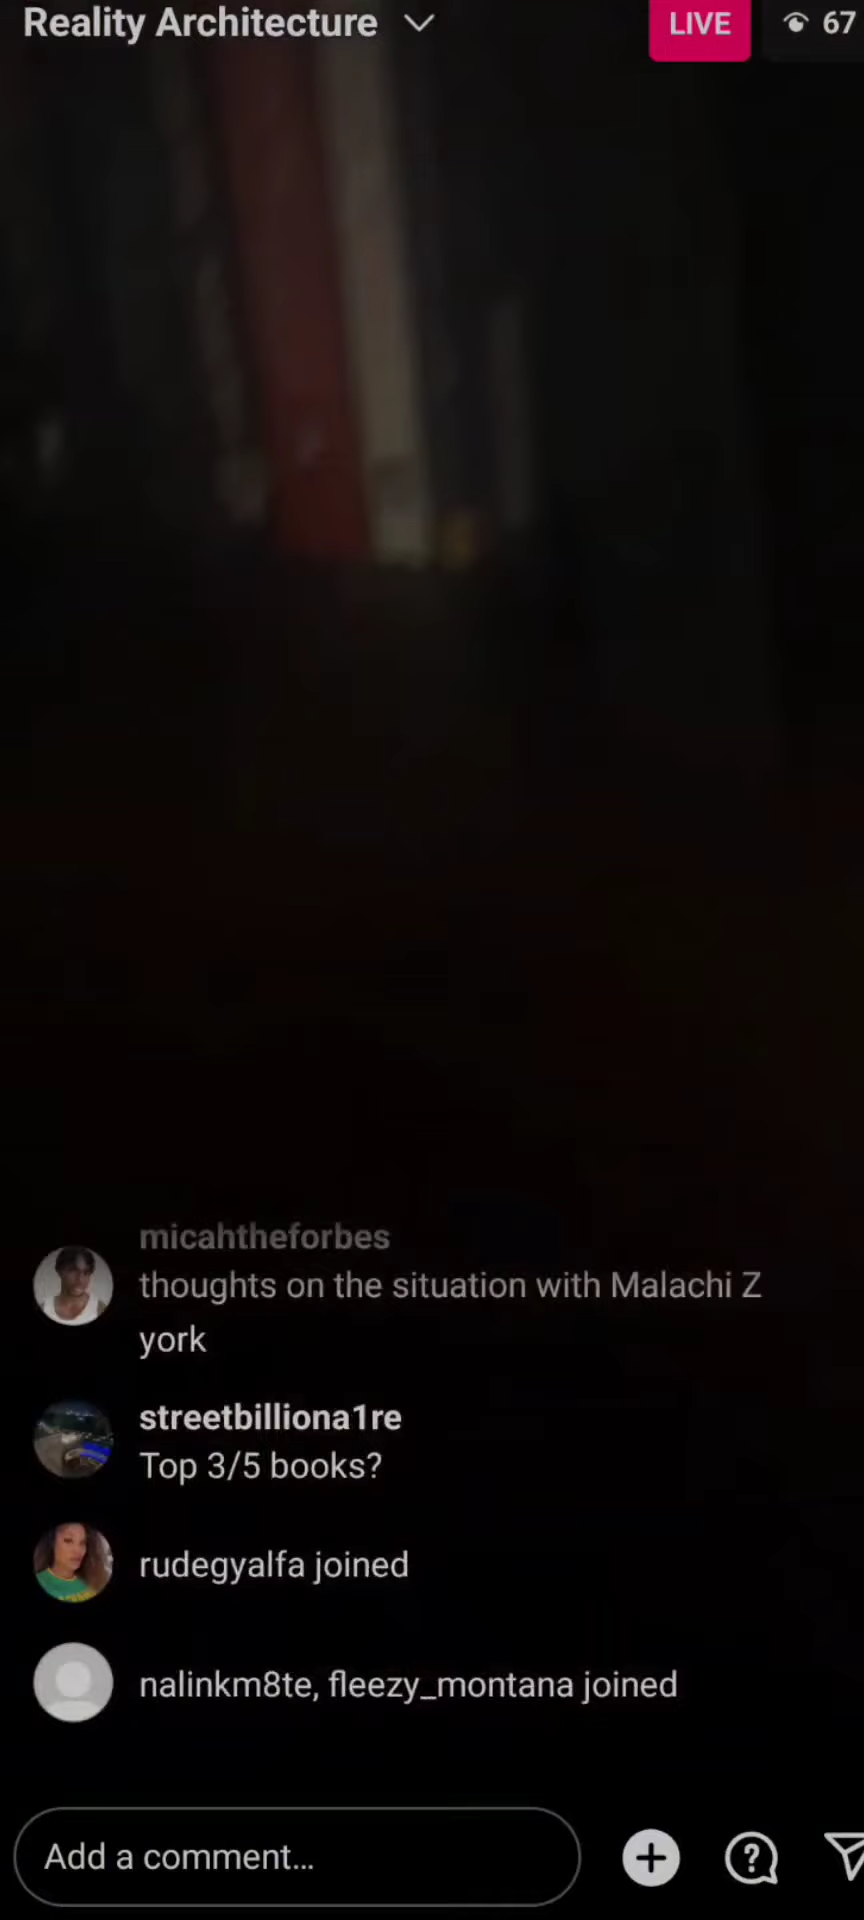 Reality Architecture
LIVE
67
micahtheforbes
thoughts on the situation with Malachi Z
york
streetbilliona1re
Top 3/5 books?
rudegyalfa joined
nalinkm8te, fleezy_montana joined
Add a comment...